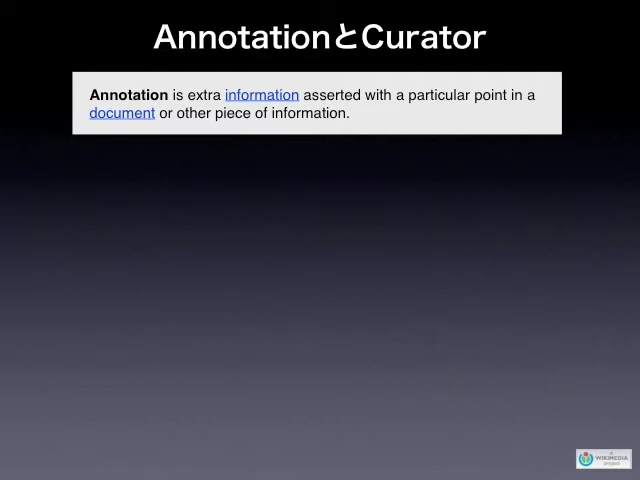 AnnotationとCurator
Annotation is extra information asserted with a particular point in a
document or other piece of information.
A
WIKIMEDIA
project